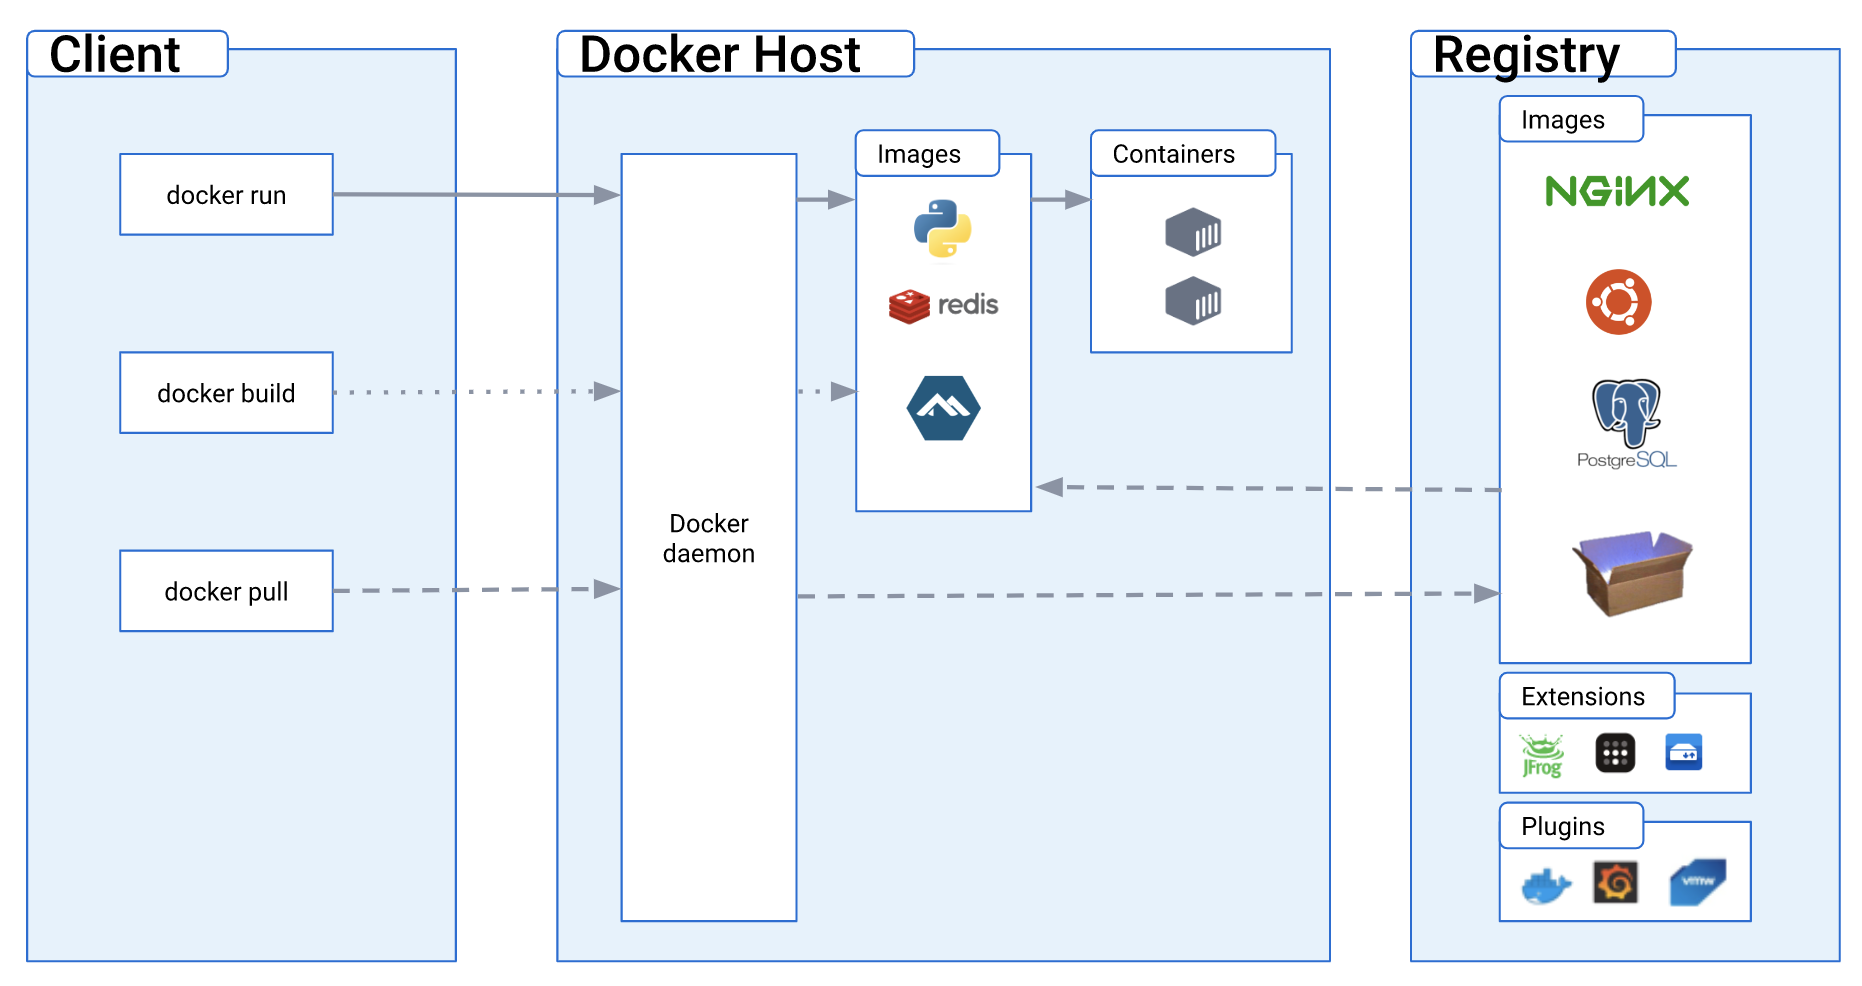 Client
docker run
docker build
docker pull
Docker Host
Docker
daemon
Images
redis
Containers
Registry
Images
NGiNX
PostgreSQL
Extensions
JFrog
Plugins
vmw